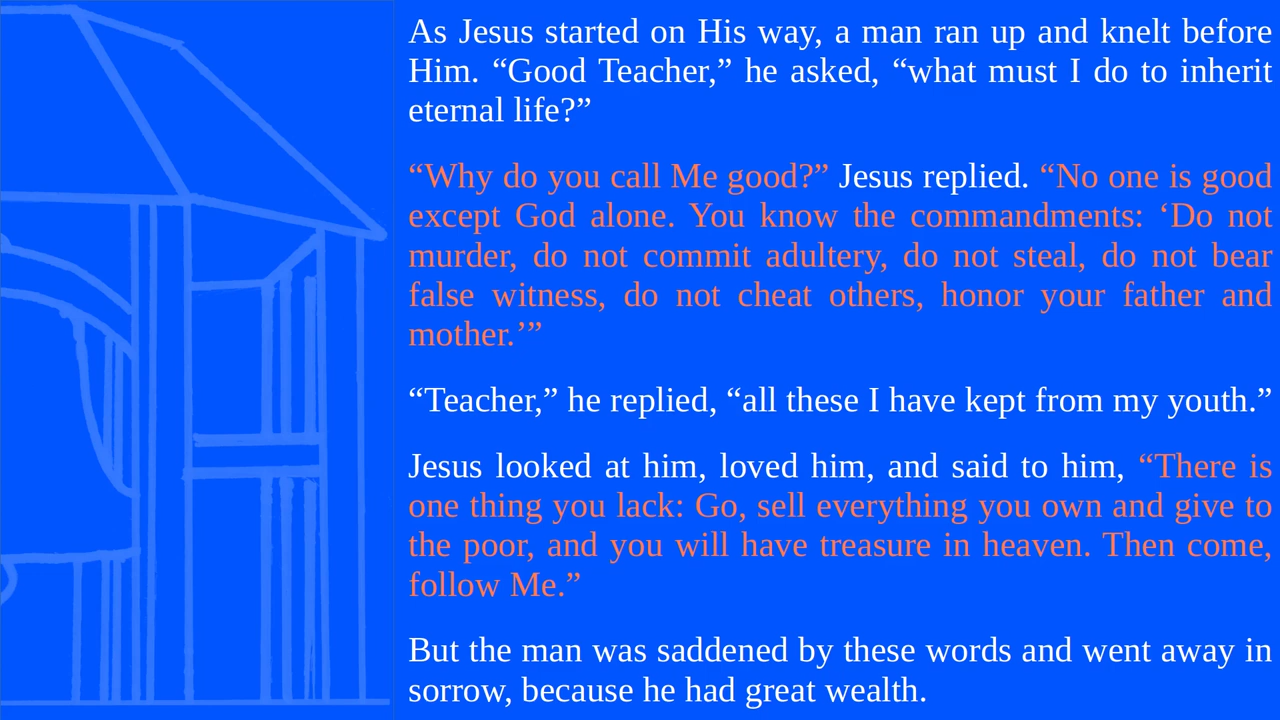 As Jesus started on His way, a man ran up and knelt before
Him. “Good Teacher,” he asked, “what must I do to inherit
eternal life?”
“Why do you call Me good?” Jesus replied. “No one is good
except God alone. You know the commandments: ‘Do not
murder, do not commit adultery, do not steal, do not bear
false witness, do not cheat others, honor your father and
mother.’”
“Teacher,” he replied, “all these I have kept from my youth.”
Jesus looked at him, loved him, and said to him, “There is
one thing you lack: Go, sell everything you own and give to
the poor, and you will have treasure in heaven. Then come,
follow Me.”
But the man was saddened by these words and went away in
sorrow, because he had great wealth.